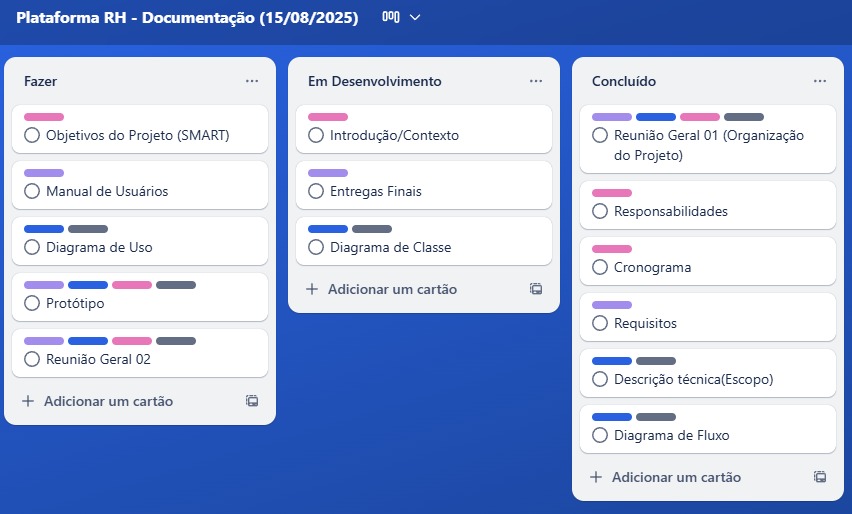 Plataforma RH - Documentação (15/08/2025)
Fazer
Objetivos do Projeto (SMART)
Manual de Usuários
Diagrama de Uso
Protótipo
Reunião Geral 02
Adicionar um cartão
Em Desenvolvimento
Introdução/Contexto
Entregas Finais
Diagrama de Classe
Adicionar um cartão
Concluído
Reunião Geral 01 (Organização
do Projeto)
Responsabilidades
Cronograma
Requisitos
Descrição técnica(Escopo)
Diagrama de Fluxo
Adicionar um cartão